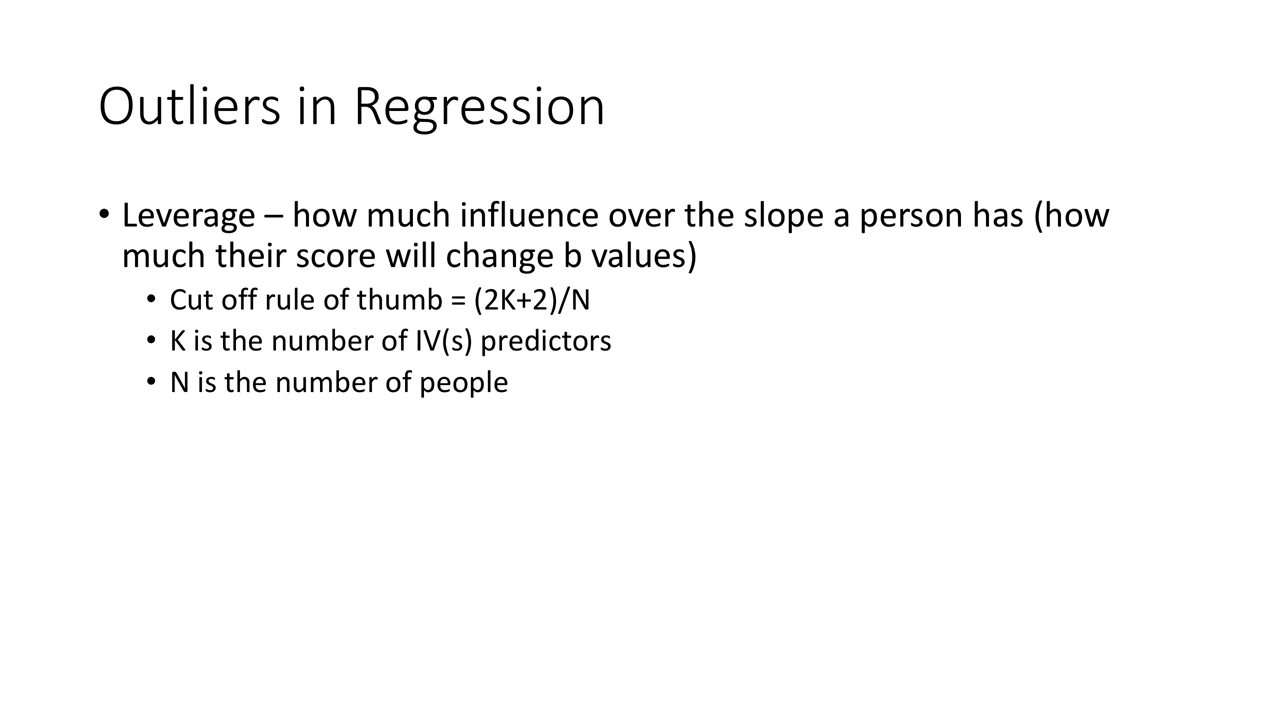 Outliers in Regression
• Leverage – how much influence over the slope a person has (how
much their score will change b values)
• Cut off rule of thumb = (2K+2)/N
• K is the number of IV(s) predictors
• N is the number of people